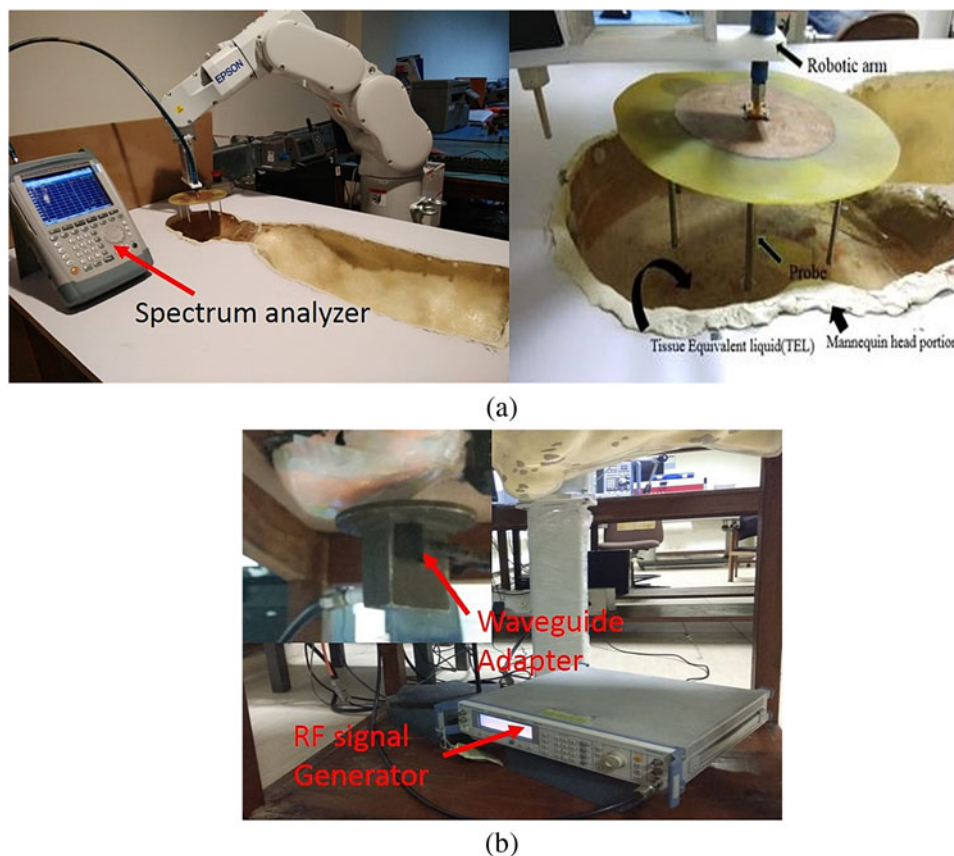 EPSON
Spectrum analyzer
Robotic arm
Probe
Tissue Equivalent liquid(TEL)
Mannequin head portion
(a)
Waveguide
Adapter
RF signal
Generator
(b)